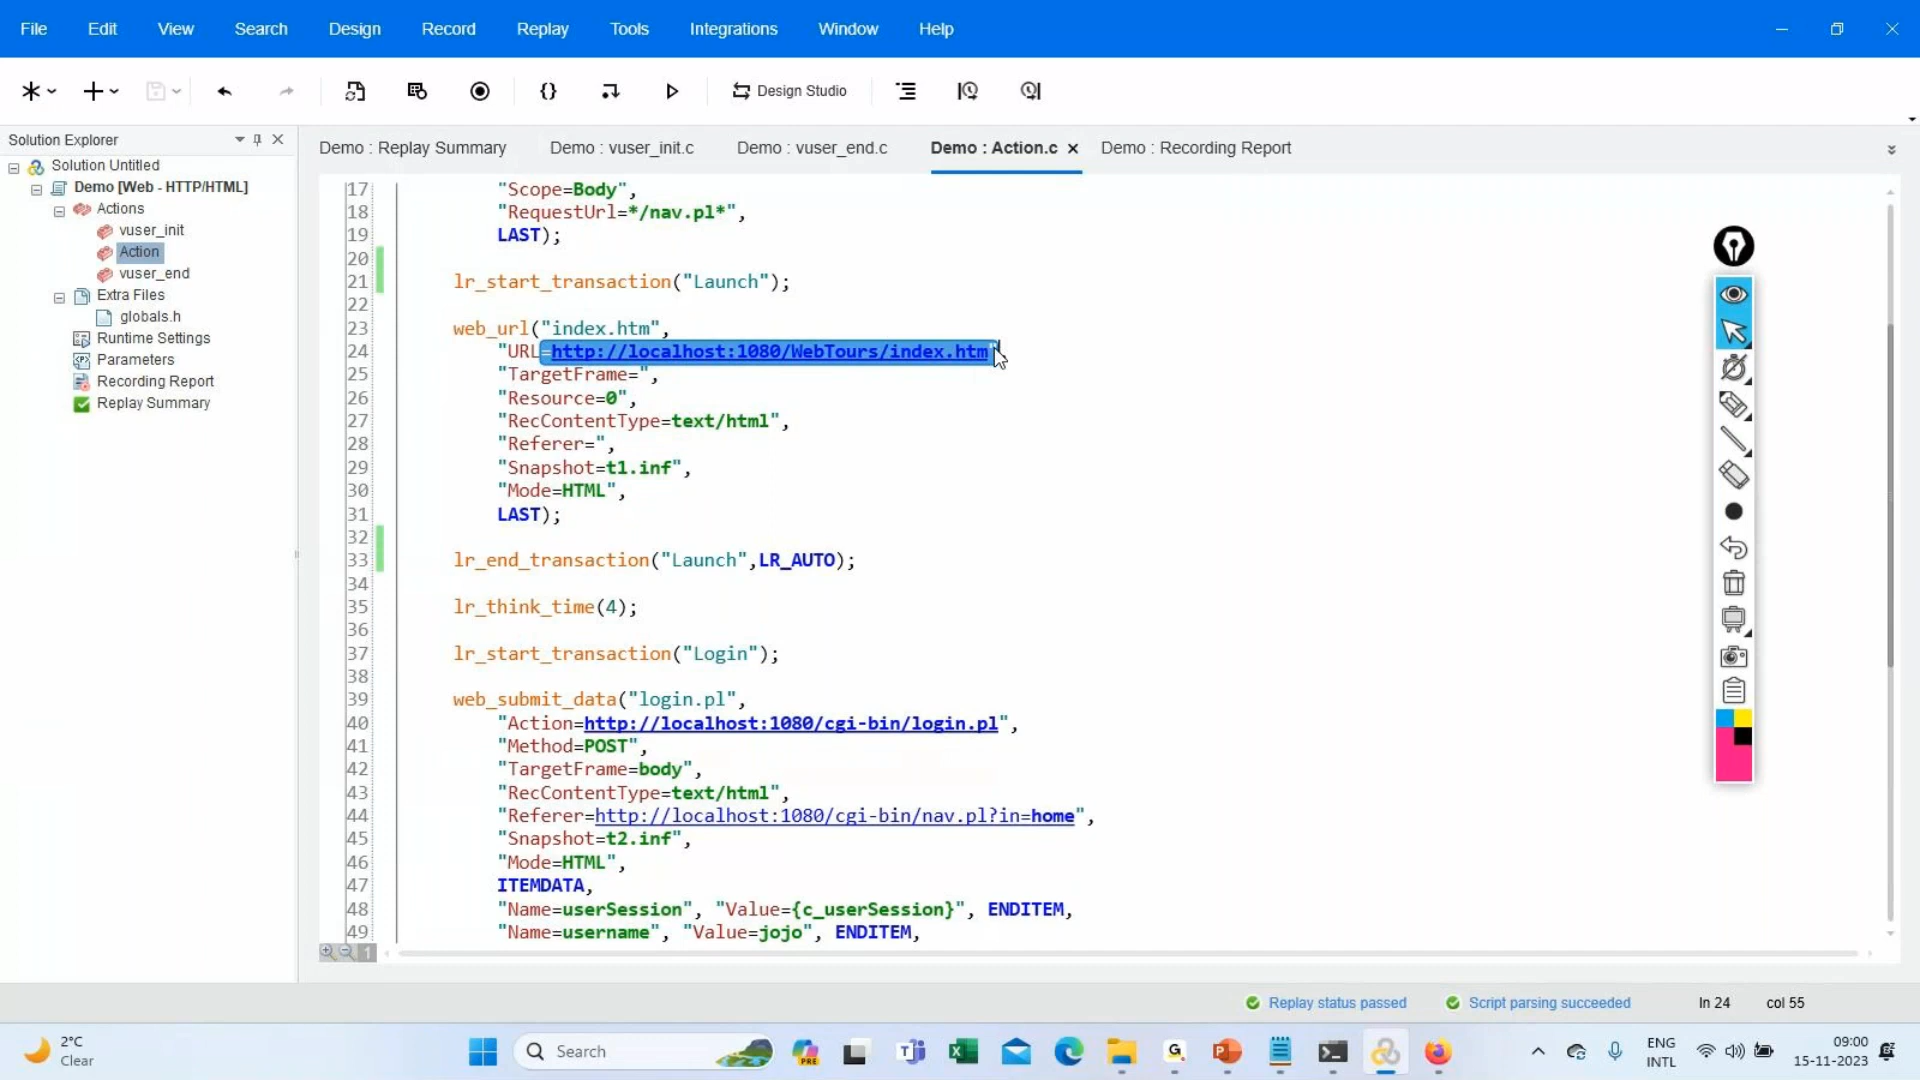 File Edit View Search Design Record Replay Tools Integrations Window Help
Design Studio
Solution Explorer
Solution Untitled
Demo [Web - HTTP/HTML]
Actions
vuser_init
Action
vuser_end
Extra Files
globals.h
Runtime Settings
Parameters
Recording Report
Replay Summary
Demo : Replay Summary Demo : vuser_init.c Demo : vuser_end.c Demo : Action.c Demo : Recording Report
17 "Scope=Body",
18 "RequestUrl=*/nav.pl*",
19 LAST);
20
21 lr_start_transaction("Launch");
22
23 web_url("index.htm",
24 "URL=http://localhost:1080/WebTours/index.htm"
25 "TargetFrame=",
26 "Resource=0",
27 "RecContentType=text/html",
28 "Referer=",
29 "Snapshot=t1.inf",
30 "Mode=HTML",
31 LAST);
32
33 lr_end_transaction("Launch",LR_AUTO);
34
35 lr_think_time(4);
36
37 lr_start_transaction("Login");
38
39 web_submit_data("login.pl",
40 "Action=http://localhost:1080/cgi-bin/login.pl",
41 "Method=POST",
42 "TargetFrame=body",
43 "RecContentType=text/html",
44 "Referer=http://localhost:1080/cgi-bin/nav.pl?in=home",
45 "Snapshot=t2.inf",
46 "Mode=HTML",
47 ITEMDATA,
48 "Name=userSession", "Value={c_userSession}", ENDITEM,
49 "Name=username", "Value=jojo", ENDITEM,
1
Replay status passed Script parsing succeeded ln 24 col 55
2°C
Clear
Search
PRE
ENG
INTL
09:00
15-11-2023